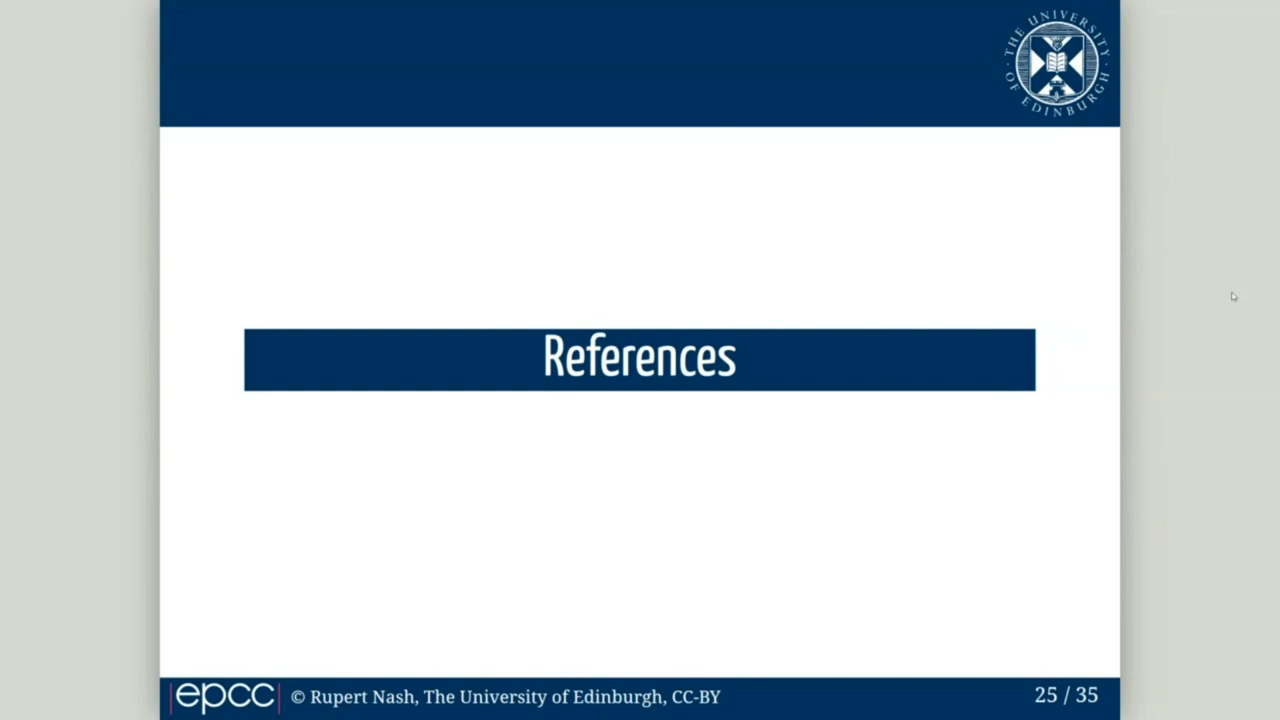 THE UNIVERSITY OF EDINBURGH
References
epcc
© Rupert Nash, The University of Edinburgh, CC-BY
25 / 35